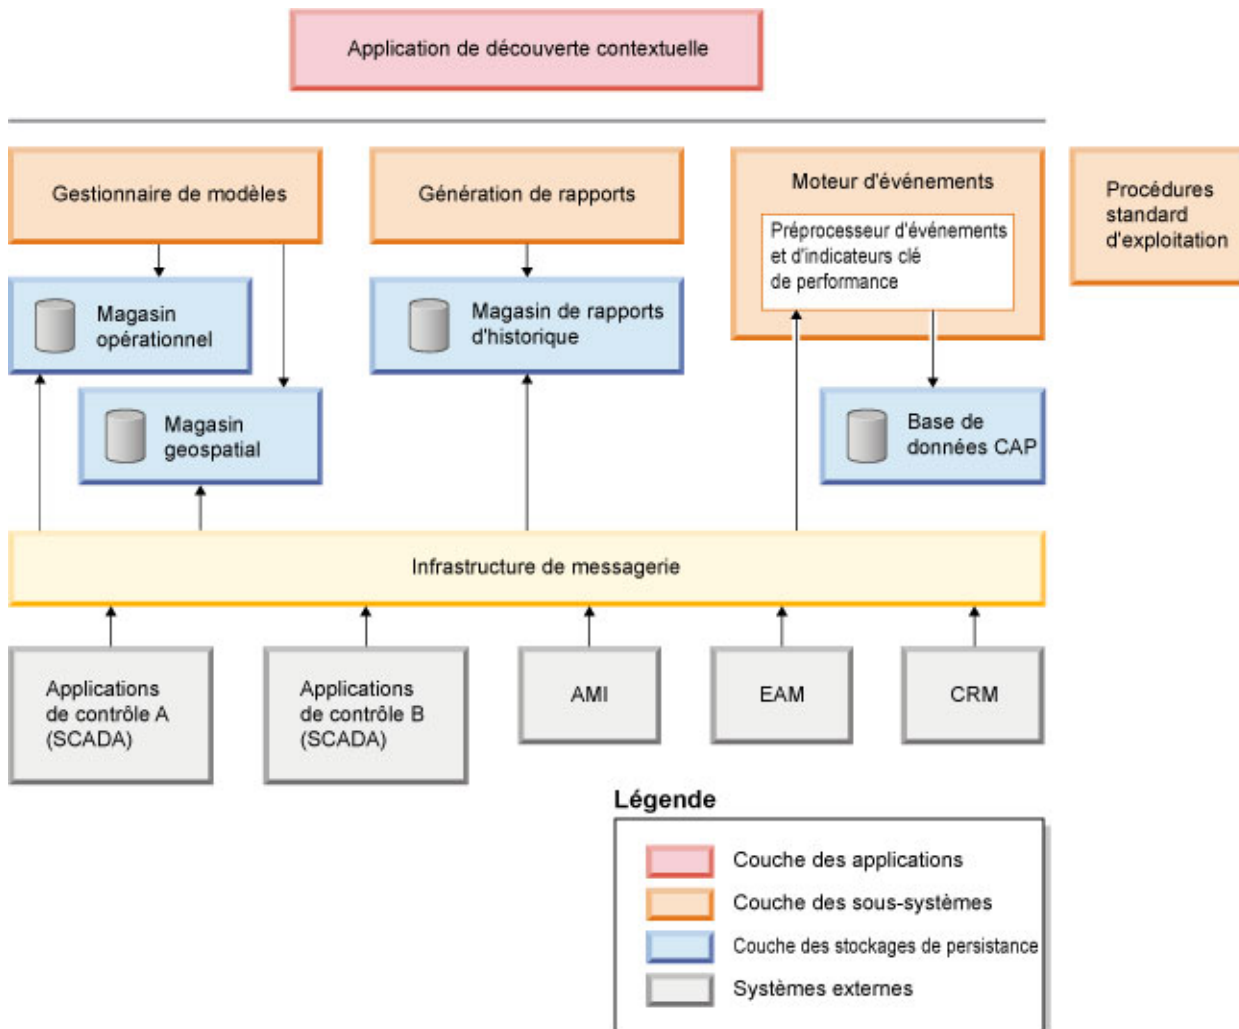 Application de découverte contextuelle
Gestionnaire de modèles
Génération de rapports
Moteur d'événements
Préprocesseur d'événements
et d'indicateurs clé
de performance
Procédures
standard
d'exploitation
Magasin
opérationnel
Magasin de rapports
d'historique
Magasin
geospatial
Base de
données CAP
Infrastructure de messagerie
Applications
de contrôle A
(SCADA)
Applications
de contrôle B
(SCADA)
AMI
EAM
CRM
Légende
Couche des applications
Couche des sous-systèmes
Couche des stockages de persistance
Systèmes externes